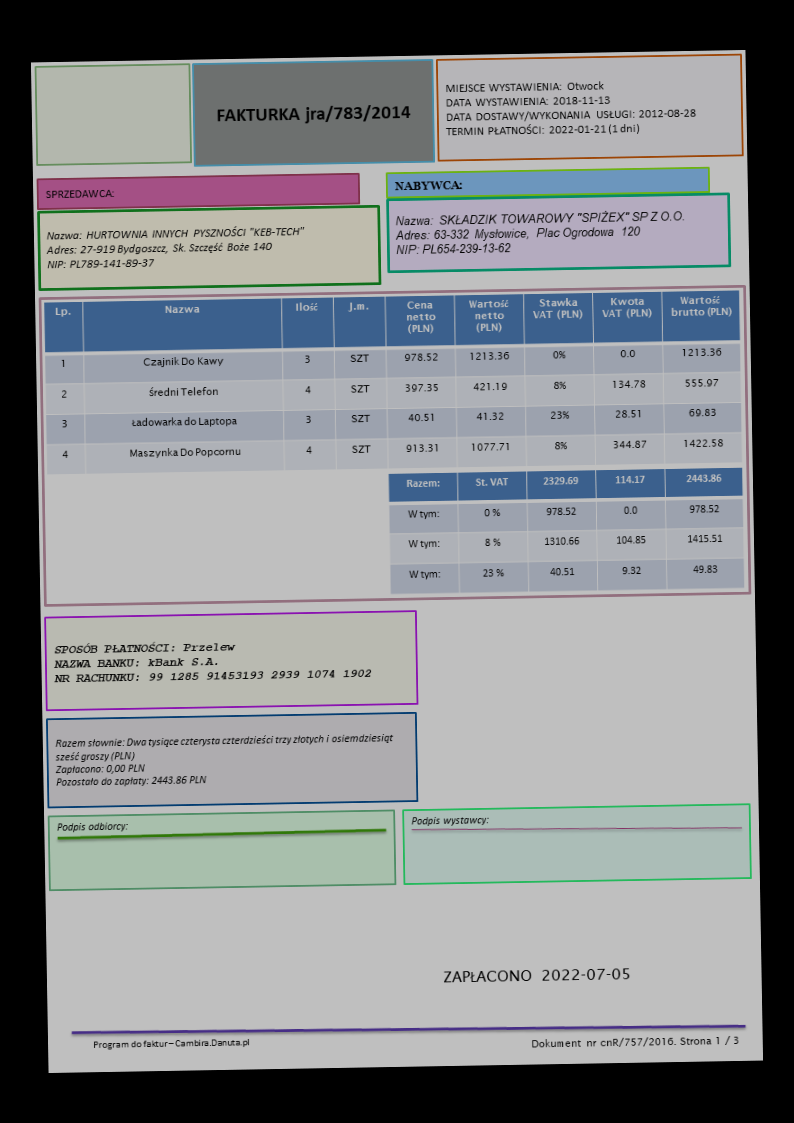 FAKTURKA jra/783/2014
MIEJSCE WYSTAWIENIA: Otwock
DATA WYSTAWIENIA: 2018-11-13
DATA DOSTAWY/WYKONANIA USŁUGI: 2012-08-28
TERMIN PŁATNOŚCI: 2022-01-21 (1 dni)
SPRZEDAWCA:
Nazwa: HURTOWNIA INNYCH PYSZNOŚCI "KEB-TECH"
Adres: 27-919 Bydgoszcz, Sk. Szczęść Boże 140
NIP: PL789-141-89-37
NABYWCA:
Nazwa: SKŁADZIK TOWAROWY "SPIŻEX" SP Z O.O.
Adres: 63-332 Mysłowice, Plac Ogrodowa 120
NIP: PL654-239-13-62
Lp. Nazwa Ilość J.m. Cena netto (PLN) Wartość netto (PLN) Stawka VAT (PLN) Kwota VAT (PLN) Wartość brutto (PLN)
1 Czajnik Do Kawy 3 SZT 978.52 1213.36 0% 0.0 1213.36
2 średni Telefon 4 SZT 397.35 421.19 8% 134.78 555.97
3 Ładowarka do Laptopa 3 SZT 40.51 41.32 23% 28.51 69.83
4 Maszynka Do Popcornu 4 SZT 913.31 1077.71 8% 344.87 1422.58
Razem: St. VAT 2329.69 114.17 2443.86
W tym: 0 % 978.52 0.0 978.52
W tym: 8 % 1310.66 104.85 1415.51
W tym: 23 % 40.51 9.32 49.83
SPOSÓB PŁATNOŚCI: Przelew
NAZWA BANKU: kBank S.A.
NR RACHUNKU: 99 1285 91453193 2939 1074 1902
Razem słownie: Dwa tysiące czterysta czterdzieści trzy złotych i osiemdziesiąt
sześć groszy (PLN)
Zapłacono: 0,00 PLN
Pozostało do zapłaty: 2443.86 PLN
Podpis odbiorcy:
Podpis wystawcy:
ZAPŁACONO 2022-07-05
Program do faktur – Cambira.Danuta.pl
Dokument nr cnR/757/2016. Strona 1 / 3